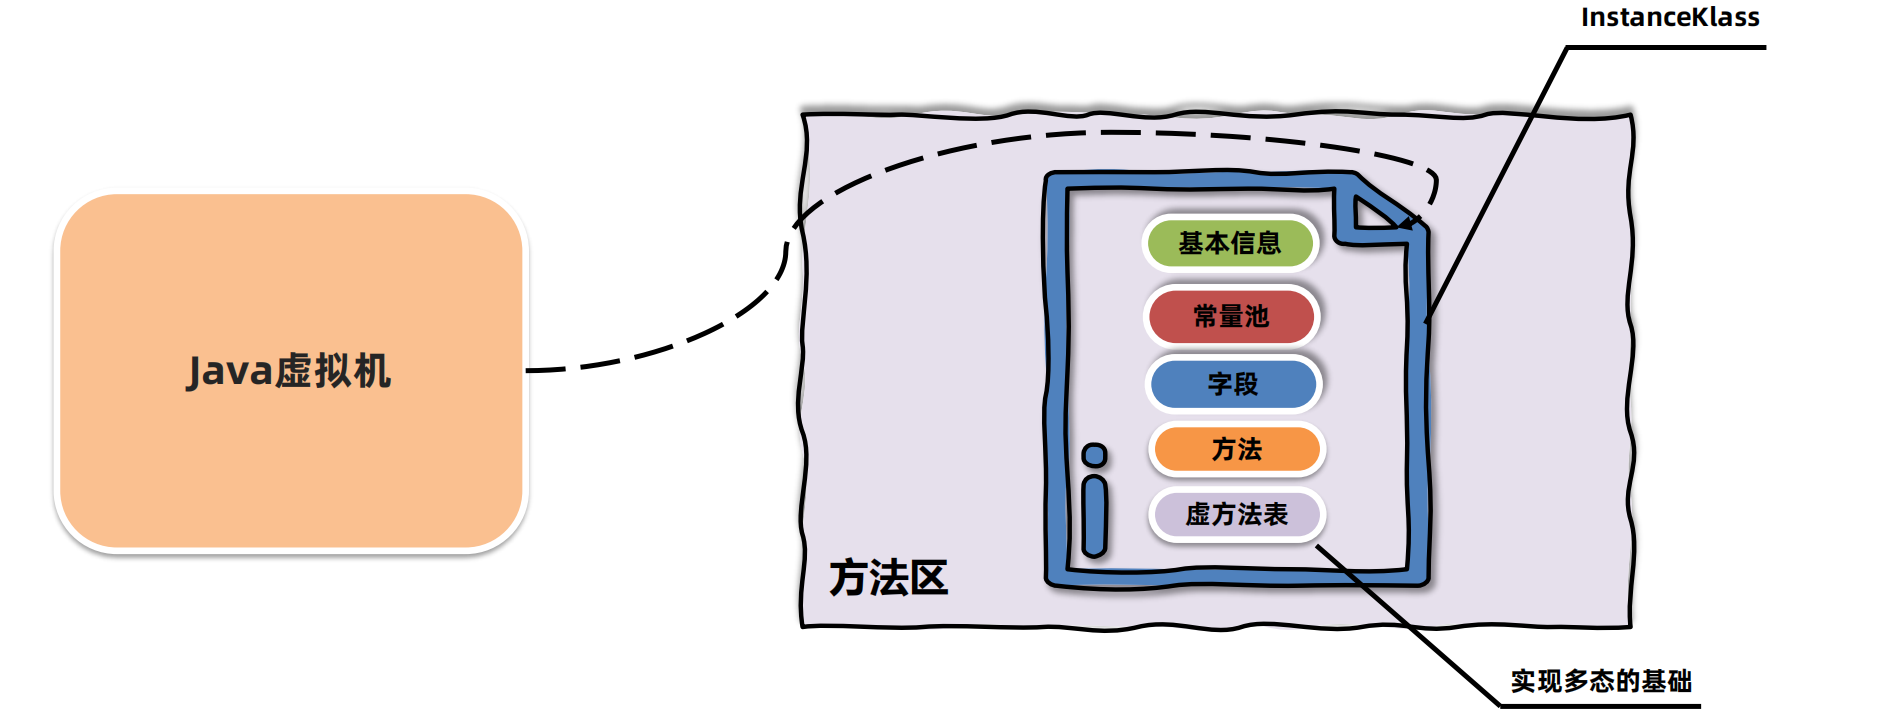 InstanceKlass
Java虚拟机
基本信息
常量池
字段
方法
虚方法表
方法区
实现多态的基础